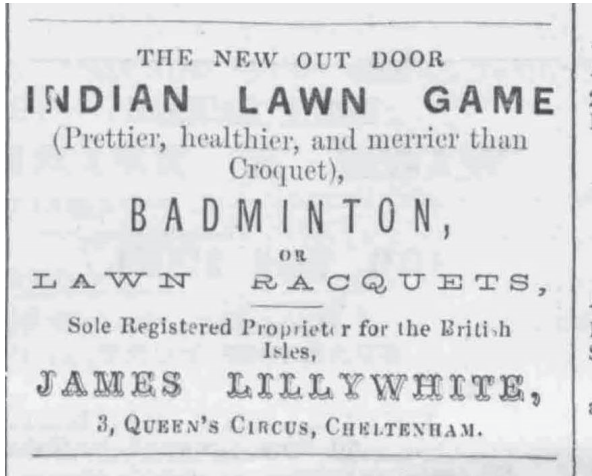 THE NEW OUT DOOR
INDIAN LAWN GAME
(Prettier, healthier, and merrier than
Croquet),
BADMINTON,
OR
LAWN RACQUETS,
Sole Registered Proprietor for the British
Isles,
JAMES LILLYWHITE,
3, QUEEN'S CIRCUS, CHELTENHAM.